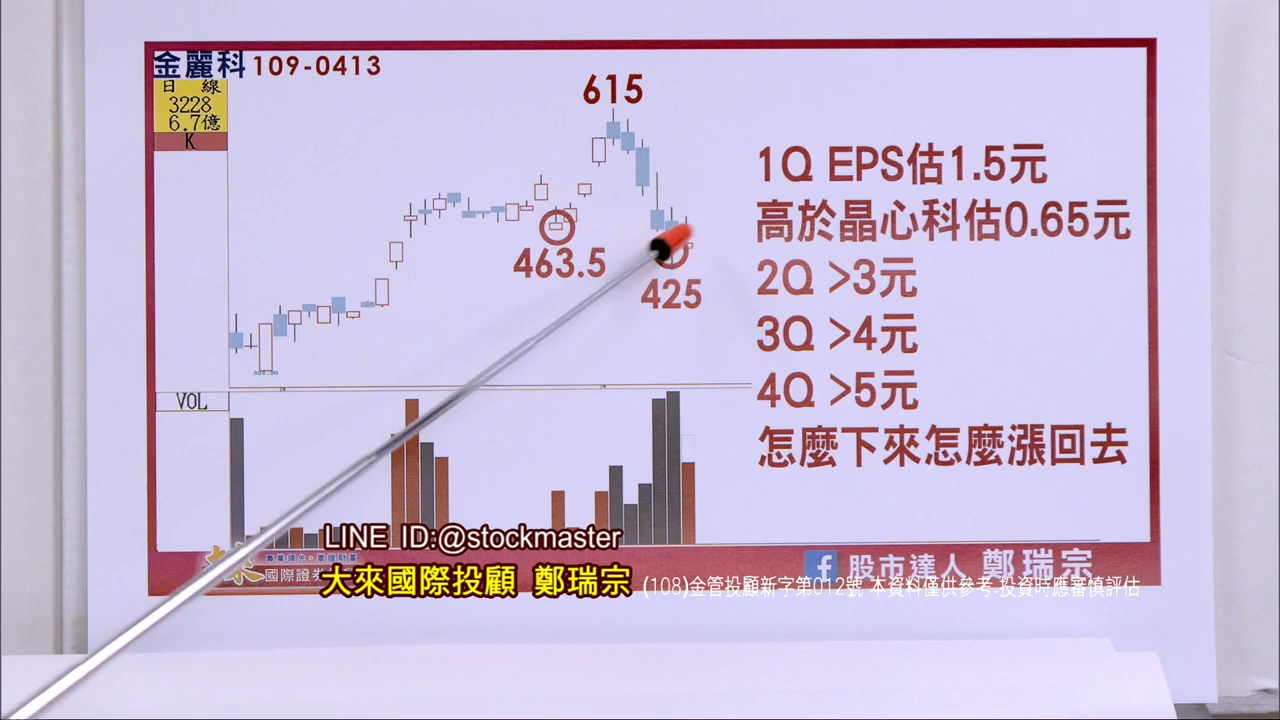 金麗科109-0413
日 線
3228
6.7億
K
615
463.5
425
1Q EPS估1.5元
高於晶心科估0.65元
2Q >3元
3Q >4元
4Q >5元
怎麼下來怎麼漲回去
VOL
LINE ID:@stockmaster
國際證券
股市達人 鄭瑞宗
大來國際投顧 鄭瑞宗
(108)金管投顧新字第012號 本資料僅供參考.投資時應審慎評估